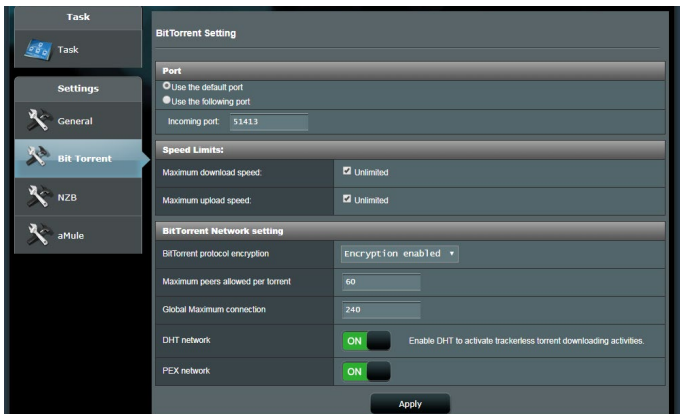 Task
Task
Settings
General
Bit Torrent
NZB
aMule
BitTorrent Setting
Port
Use the default port
Use the following port
Incoming port: 51413
Speed Limits:
Maximum download speed: Unlimited
Maximum upload speed: Unlimited
BitTorrent Network setting
BitTorrent protocol encryption Encryption enabled
Maximum peers allowed per torrent 60
Global Maximum connection 240
DHT network ON Enable DHT to activate trackerless torrent downloading activities.
PEX network ON
Apply